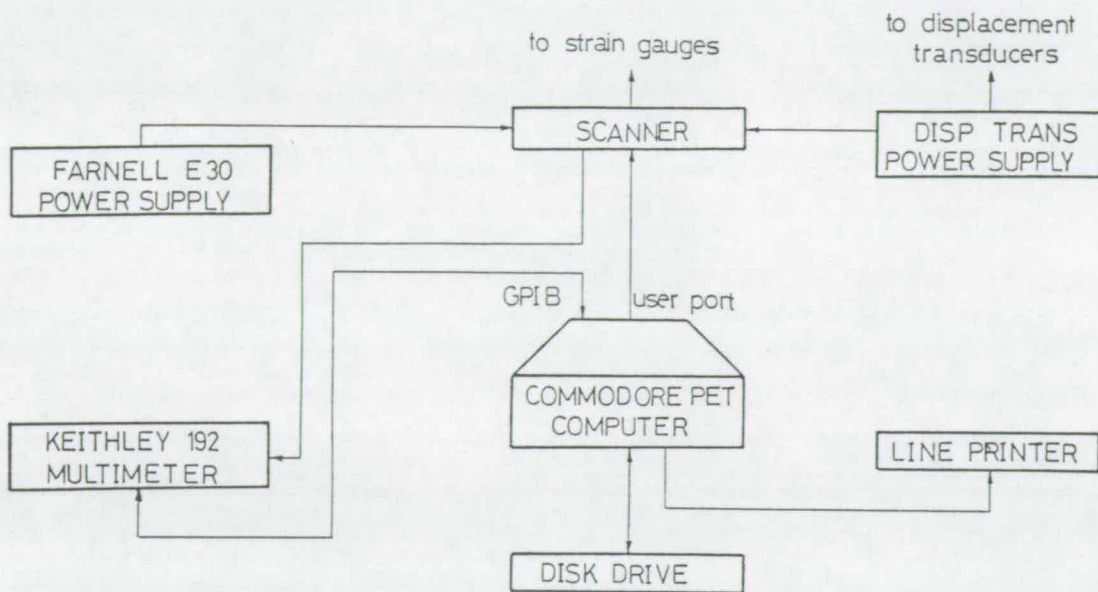 to strain gauges
to displacement
transducers
SCANNER
DISP TRANS
POWER SUPPLY
FARNELL E30
POWER SUPPLY
GPIB
user port
COMMODORE PET
COMPUTER
KEITHLEY 192
MULTIMETER
LINE PRINTER
DISK DRIVE